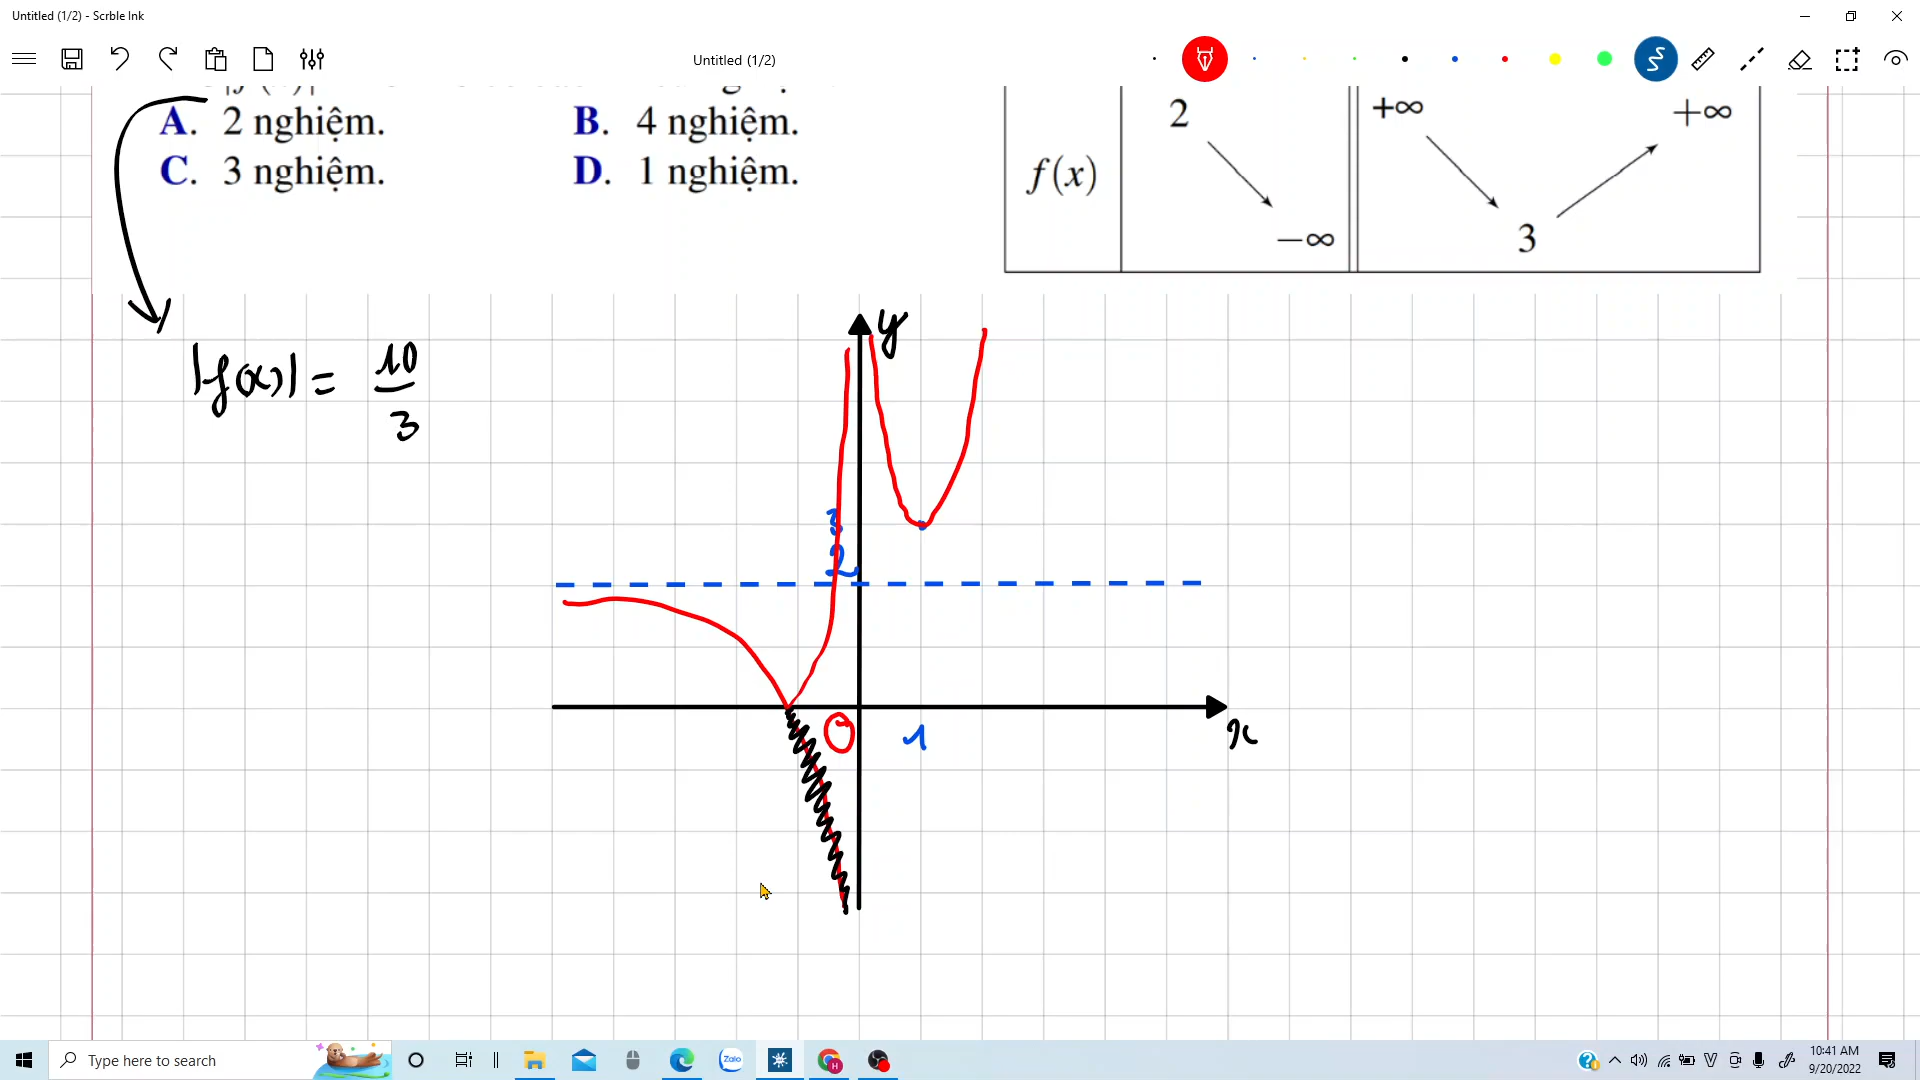 Untitled (1/2) - Scrble Ink
Untitled (1/2)
A. 2 nghiệm. B. 4 nghiệm.
C. 3 nghiệm. D. 1 nghiệm.
2 +∞ +∞
f(x)
−∞ 3
y
|f(x)| = 10/3
3
2
O 1 x
Type here to search
Zalo
10:41 AM
9/20/2022